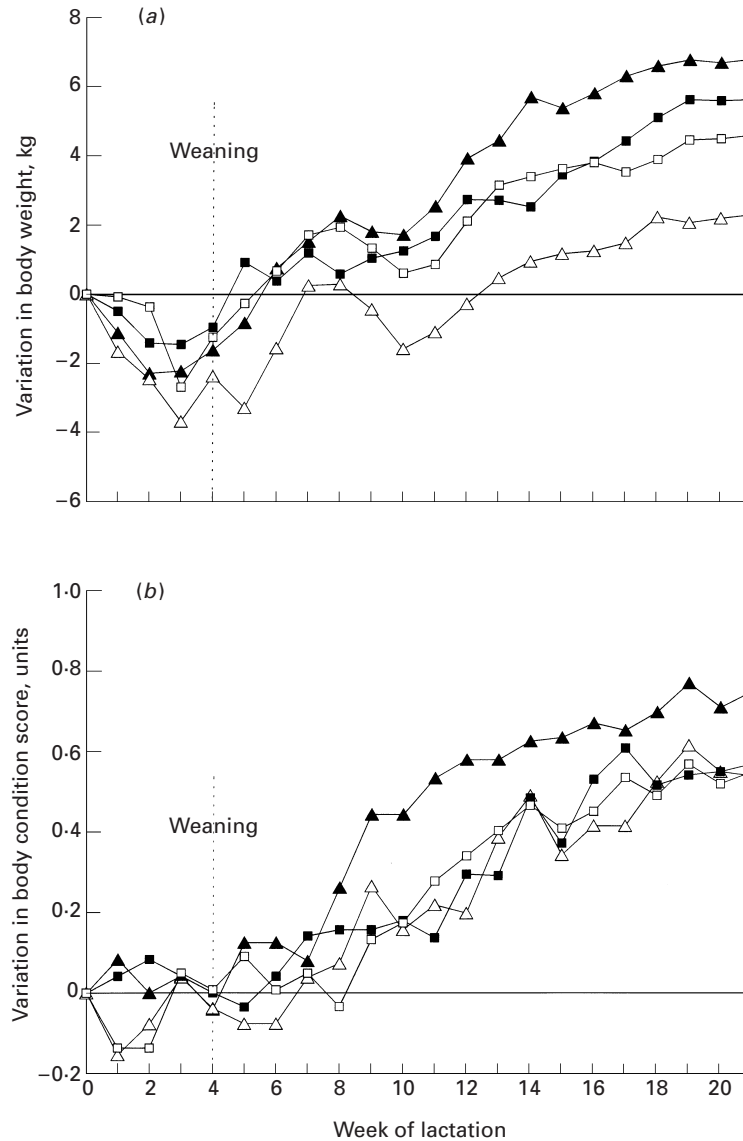 (a)
8
6
4
2
0
−2
−4
−6
Weaning
Variation in body weight, kg
(b)
1·0
0·8
0·6
0·4
0·2
0
−0·2
Weaning
Variation in body condition score, units
0 2 4 6 8 10 12 14 16 18 20
Week of lactation